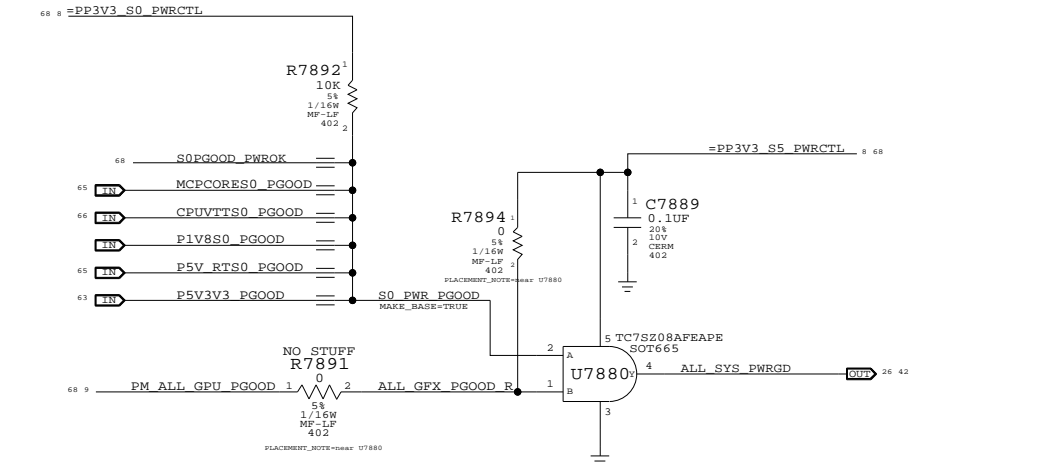 68 8 =PP3V3_S0_PWRCTL
R7892 1
10K
5%
1/16W
MF-LF
402 2
68 S0PGOOD_PWROK
65 IN MCPCORES0_PGOOD
66 IN CPUVTTS0_PGOOD
IN P1V8S0_PGOOD
65 IN P5V_RTS0_PGOOD
63 IN P5V3V3_PGOOD
S0_PWR_PGOOD
MAKE_BASE=TRUE
=PP3V3_S5_PWRCTL 8 68
R7894 1
0
5%
1/16W
MF-LF
402 2
PLACEMENT_NOTE=near U7880
1 C7889
0.1UF
20%
10V
2 CERM
402
5 TC7SZ08AFEAPE
SOT665
2 A
U7880 Y 4
1 B
3
ALL_SYS_PWRGD OUT 26 42
NO STUFF
R7891
68 9 PM_ALL_GPU_PGOOD 1 0 2 ALL_GFX_PGOOD_R
5%
1/16W
MF-LF
402
PLACEMENT_NOTE=near U7880